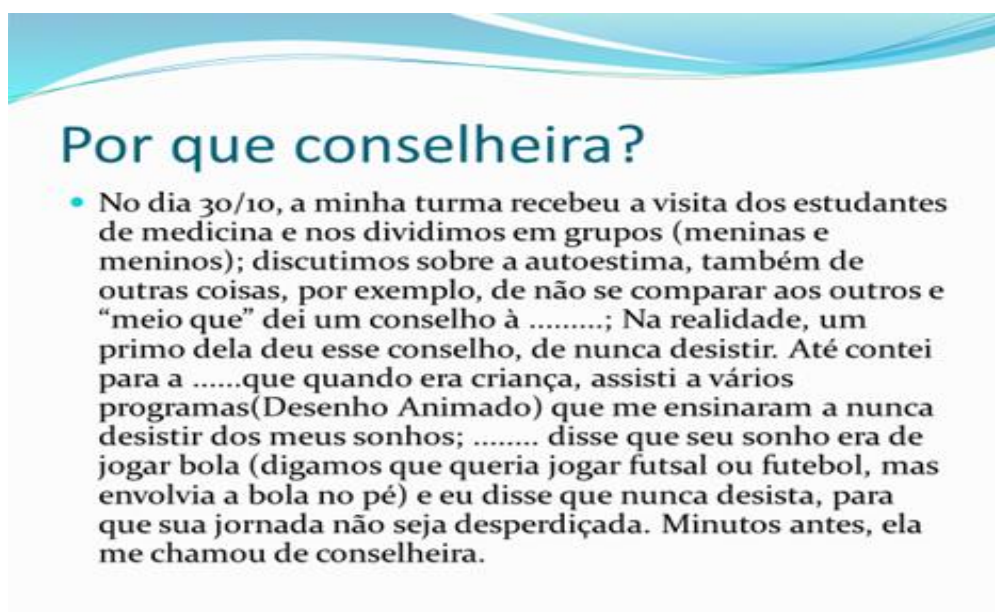 Por que conselheira?
• No dia 30/10, a minha turma recebeu a visita dos estudantes
de medicina e nos dividimos em grupos (meninas e
meninos); discutimos sobre a autoestima, também de
outras coisas, por exemplo, de não se comparar aos outros e
“meio que” dei um conselho à .........; Na realidade, um
primo dela deu esse conselho, de nunca desistir. Até contei
para a ......que quando era criança, assisti a vários
programas(Desenho Animado) que me ensinaram a nunca
desistir dos meus sonhos; ........ disse que seu sonho era de
jogar bola (digamos que queria jogar futsal ou futebol, mas
envolvia a bola no pé) e eu disse que nunca desista, para
que sua jornada não seja desperdiçada. Minutos antes, ela
me chamou de conselheira.